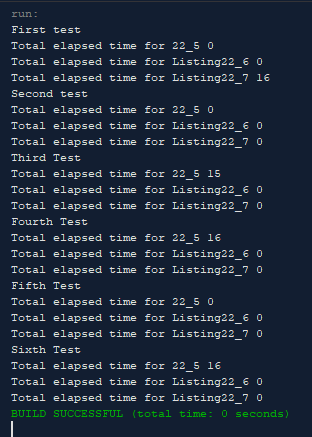 run:
First test
Total elapsed time for 22_5 0
Total elapsed time for Listing22_6 0
Total elapsed time for Listing22_7 16
Second test
Total elapsed time for 22_5 0
Total elapsed time for Listing22_6 0
Total elapsed time for Listing22_7 0
Third Test
Total elapsed time for 22_5 15
Total elapsed time for Listing22_6 0
Total elapsed time for Listing22_7 0
Fourth Test
Total elapsed time for 22_5 16
Total elapsed time for Listing22_6 0
Total elapsed time for Listing22_7 0
Fifth Test
Total elapsed time for 22_5 0
Total elapsed time for Listing22_6 0
Total elapsed time for Listing22_7 0
Sixth Test
Total elapsed time for 22_5 16
Total elapsed time for Listing22_6 0
Total elapsed time for Listing22_7 0
BUILD SUCCESSFUL (total time: 0 seconds)